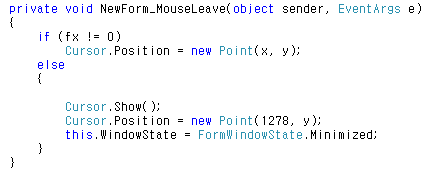 private void NewForm_MouseLeave(object sender, EventArgs e)
{
    if (fx != 0)
        Cursor.Position = new Point(x, y);
    else
    {

        Cursor.Show();
        Cursor.Position = new Point(1278, y);
        this.WindowState = FormWindowState.Minimized;
    }
}